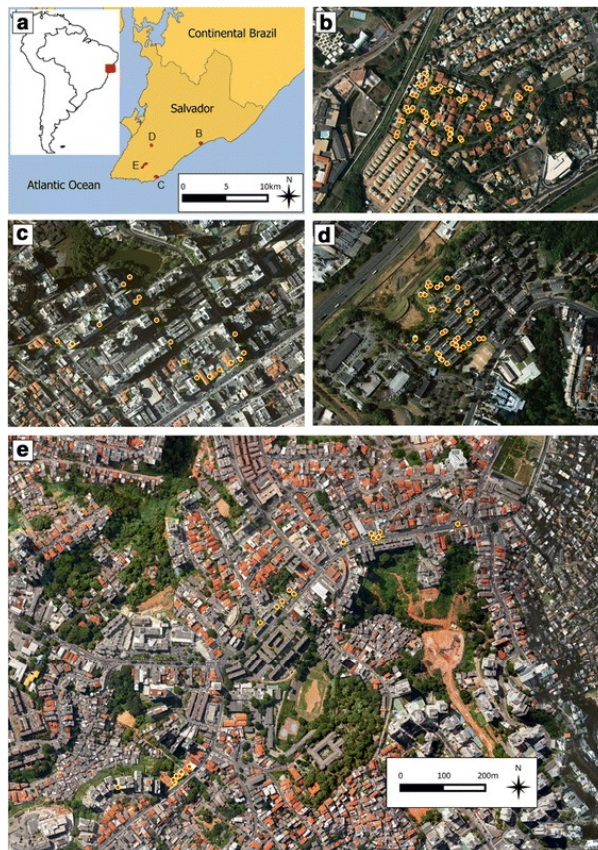 a
Continental Brazil
Salvador
D
B
E
C
Atlantic Ocean
0 5 10km
N
b
c
d
e
0 100 200m
N